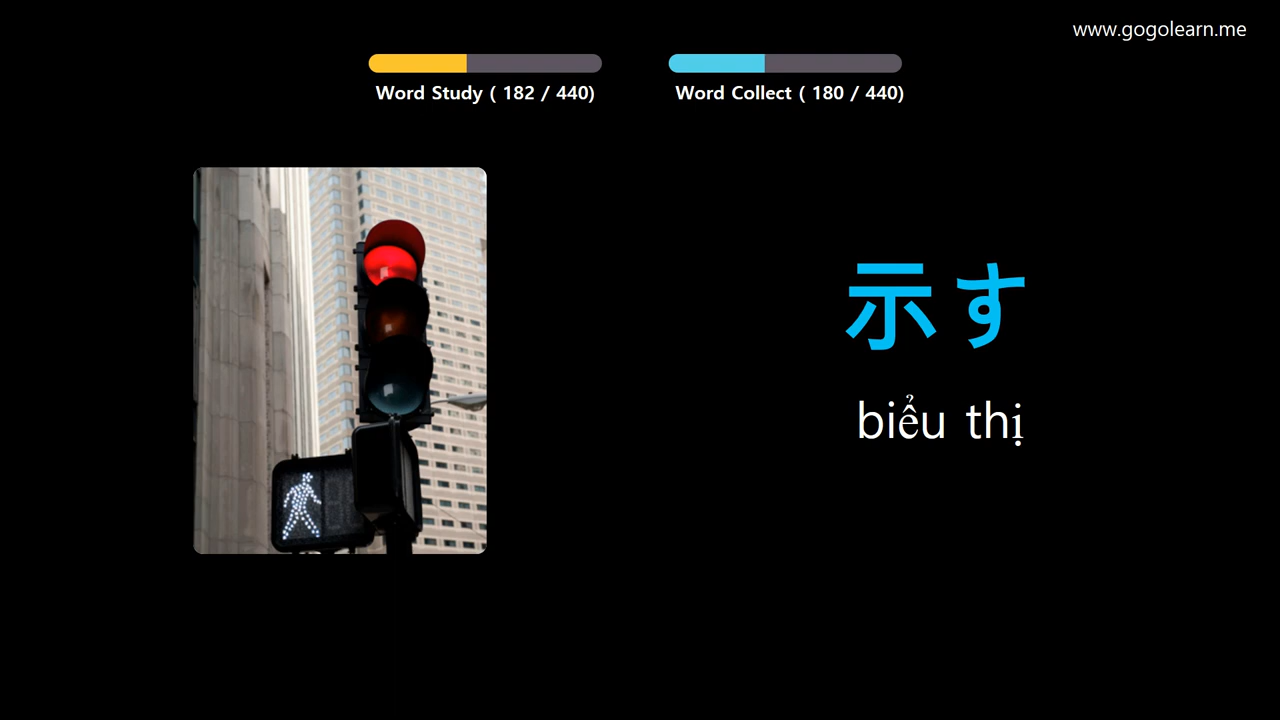 www.gogolearn.me
Word Study ( 182 / 440)
Word Collect ( 180 / 440)
示す
biểu thị